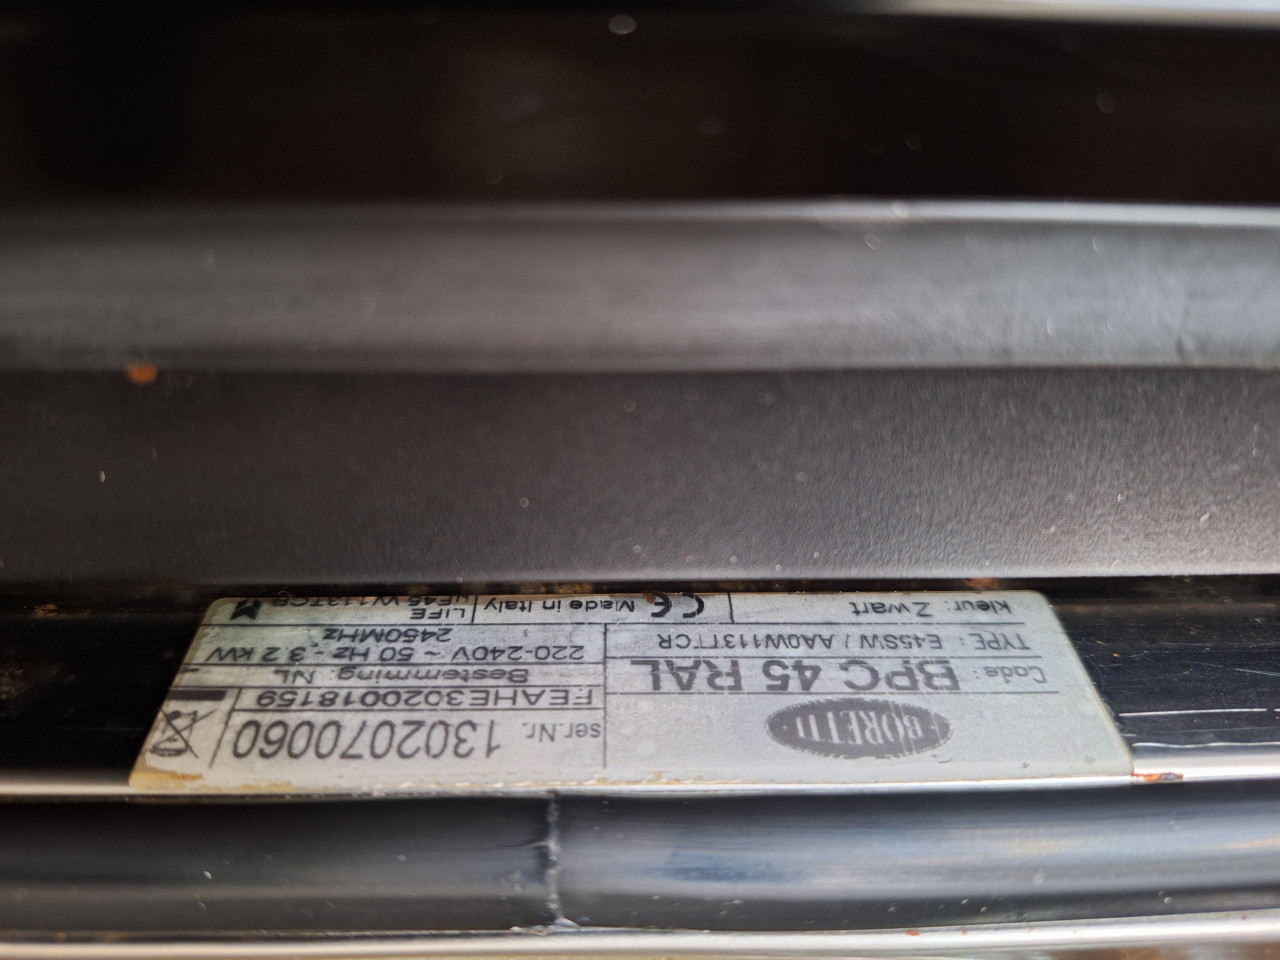 BORETTI
ser.Nr. 1302070060
FEAHE3020018159
Code: BPC 45 RAL
Bestemming: NL
TYPE: E45SW / AA0W113TTCR
220-240V ~ 50 Hz - 3.2 kW
2450MHz
kleur: Zwart
CE Made in Italy
LIFE